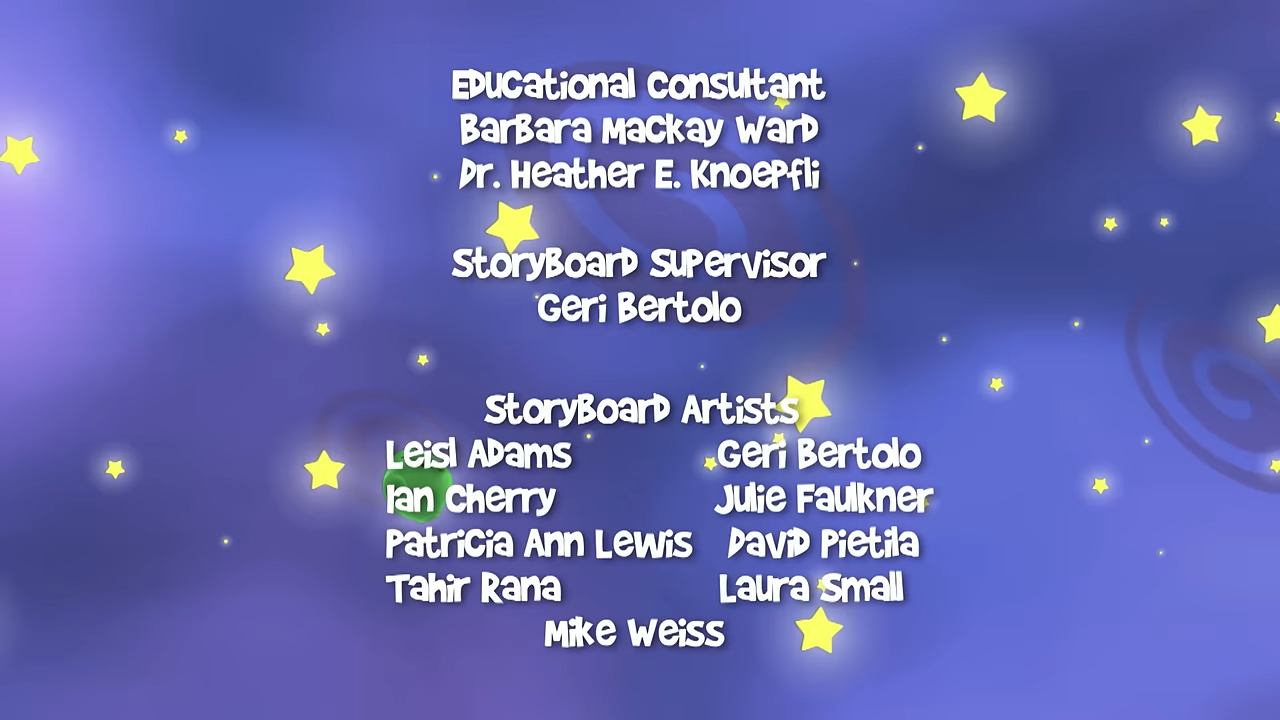 Educational Consultant
Barbara Mackay Ward
Dr. Heather E. Knoepfli
Storyboard Supervisor
Geri Bertolo
Storyboard Artists
Leisl Adams Geri Bertolo
Ian Cherry Julie Faulkner
Patricia Ann Lewis David Pietila
Tahir Rana Laura Small
Mike Weiss